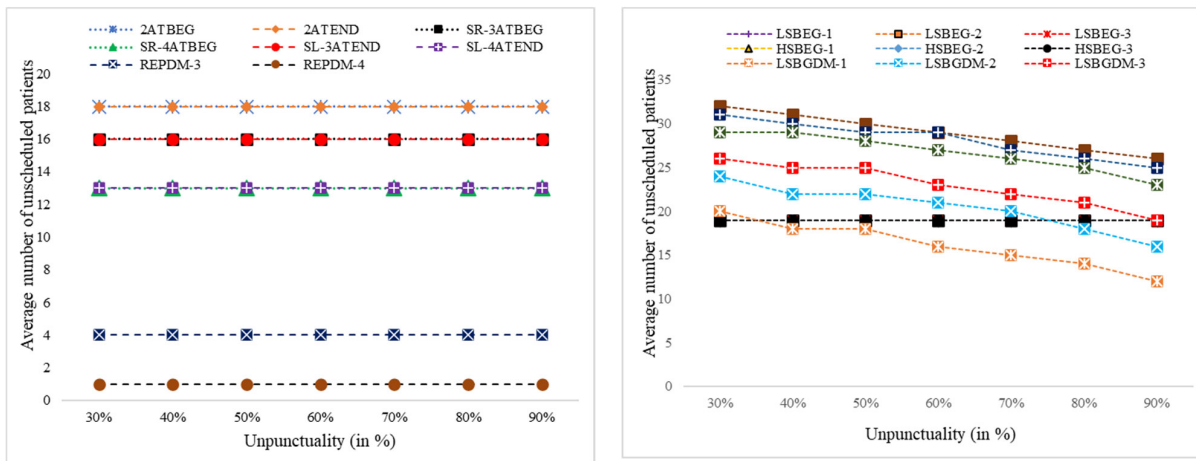 2ATBEG 2ATEND SR-3ATBEG
SR-4ATBEG SL-3ATEND SL-4ATEND
REPDM-3 REPDM-4
Average number of unscheduled patients
20
18
16
14
12
10
8
6
4
2
0
30% 40% 50% 60% 70% 80% 90%
Unpunctuality (in %)
LSBEG-1 LSBEG-2 LSBEG-3
HSBEG-1 HSBEG-2 HSBEG-3
LSBGDM-1 LSBGDM-2 LSBGDM-3
Average number of unscheduled patients
35
30
25
20
15
10
5
0
30% 40% 50% 60% 70% 80% 90%
Unpunctuality (in %)